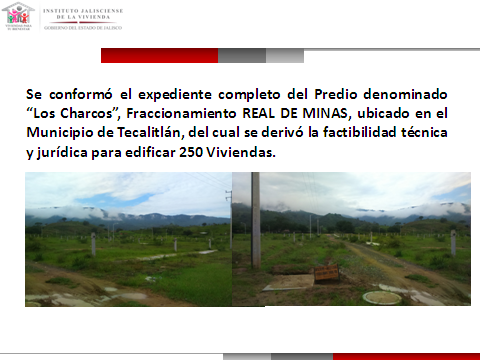 INSTITUTO JALISCIENSE
DE LA VIVIENDA
GOBIERNO DEL ESTADO DE JALISCO
Se conformó el expediente completo del Predio denominado
“Los Charcos”, Fraccionamiento REAL DE MINAS, ubicado en el
Municipio de Tecalitlán, del cual se derivó la factibilidad técnica
y jurídica para edificar 250 Viviendas.